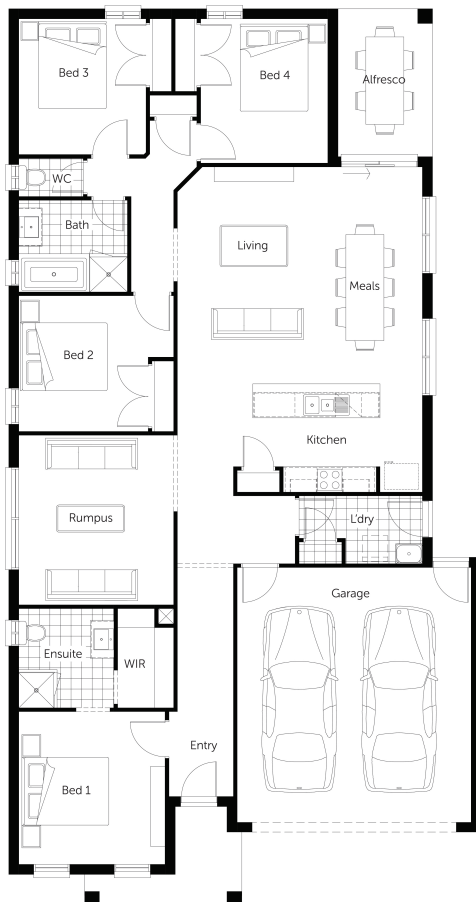 Bed 3
Bed 4
Alfresco
WC
Bath
Living
Meals
Bed 2
Kitchen
Rumpus
L'dry
Garage
Ensuite
WIR
Entry
Bed 1